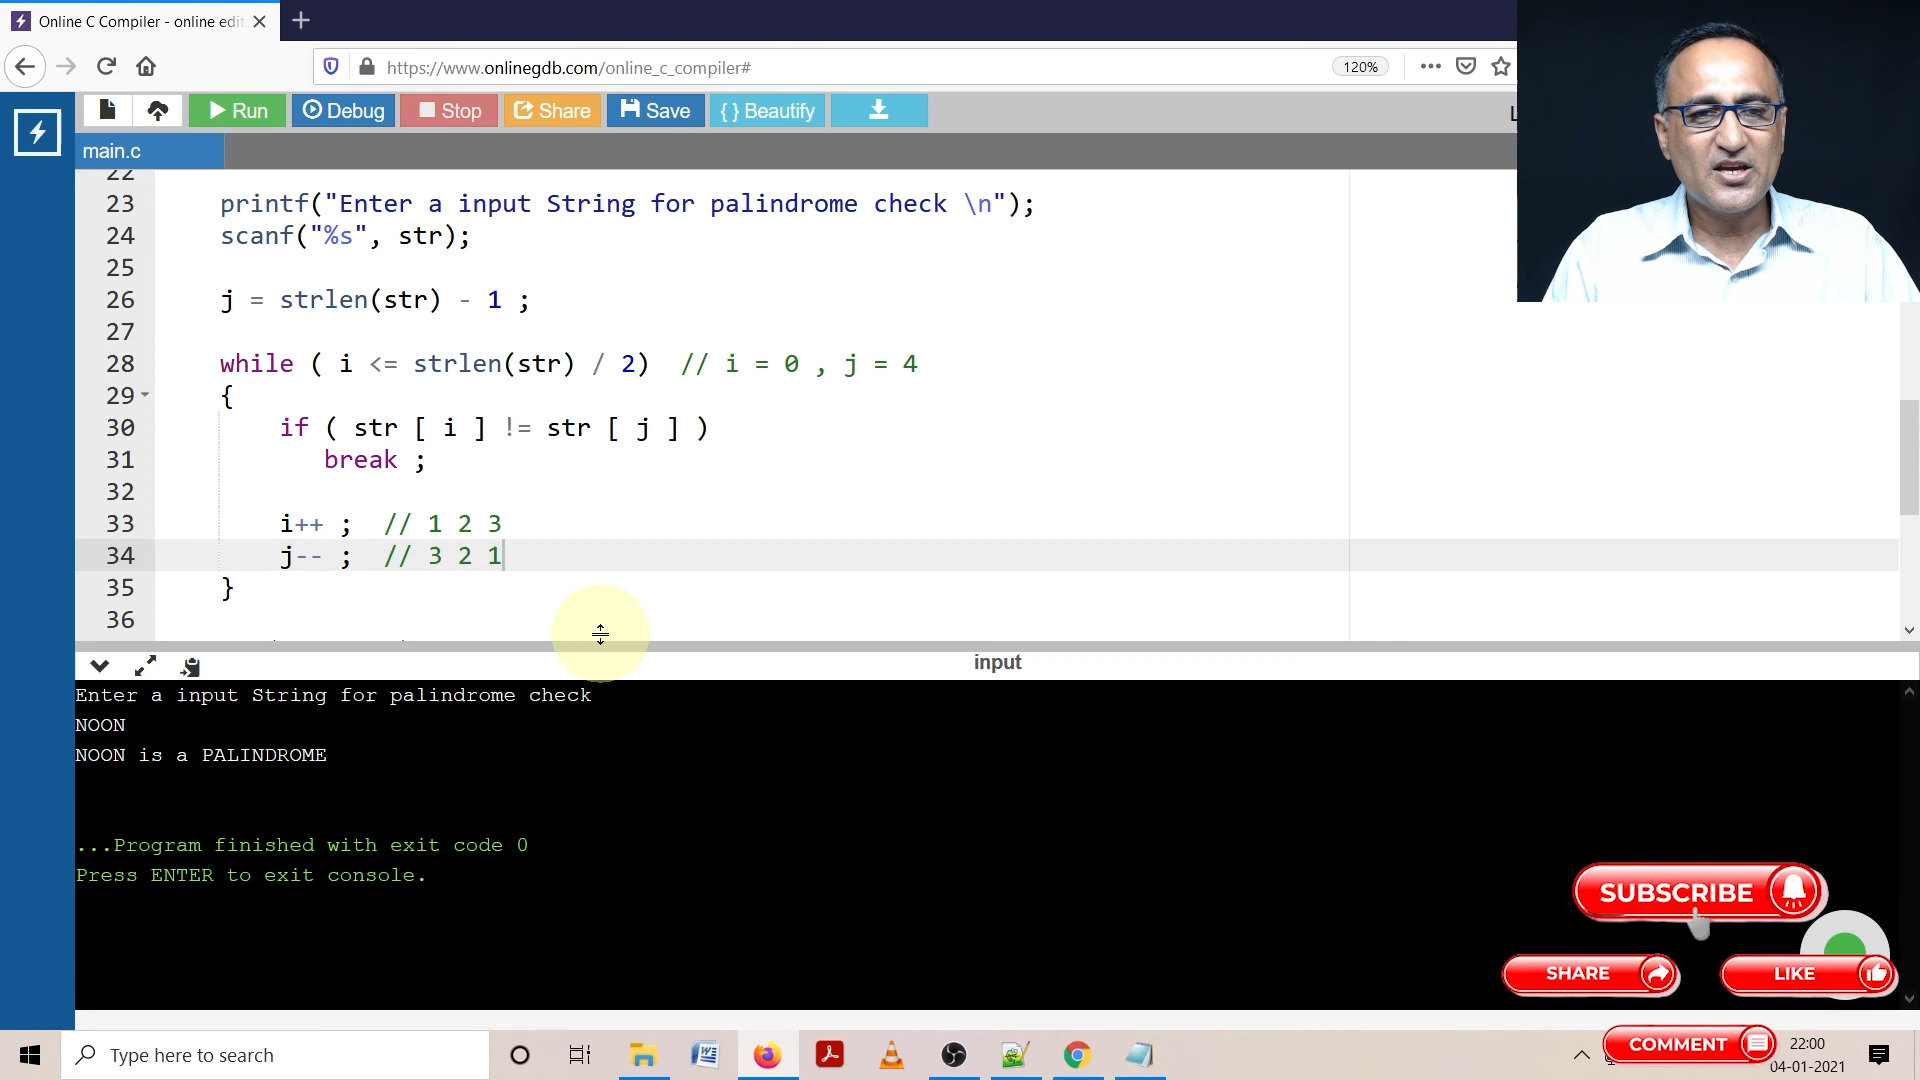 Online C Compiler - online edit
https://www.onlinegdb.com/online_c_compiler#
120%
Run
Debug
Stop
Share
Save
{ } Beautify
L
main.c
22
23 printf("Enter a input String for palindrome check \n");
24 scanf("%s", str);
25
26 j = strlen(str) - 1 ;
27
28 while ( i <= strlen(str) / 2) // i = 0 , j = 4
29 {
30 if ( str [ i ] != str [ j ] )
31 break ;
32
33 i++ ; // 1 2 3
34 j-- ; // 3 2 1
35 }
36
input
Enter a input String for palindrome check
NOON
NOON is a PALINDROME
...Program finished with exit code 0
Press ENTER to exit console.
SUBSCRIBE
SHARE
LIKE
COMMENT
Type here to search
22:00
04-01-2021